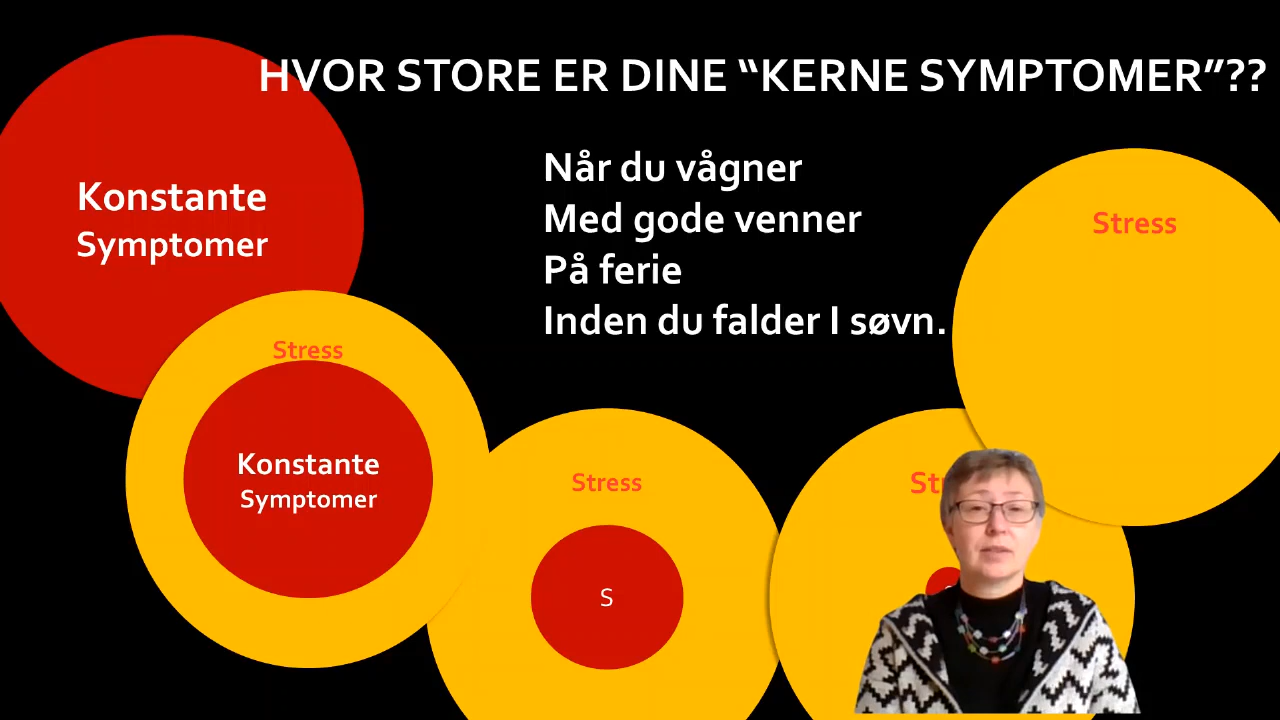 HVOR STORE ER DINE “KERNE SYMPTOMER”??
Konstante
Symptomer
Når du vågner
Med gode venner
På ferie
Inden du falder I søvn.
Stress
Stress
Konstante
Symptomer
Stress
S